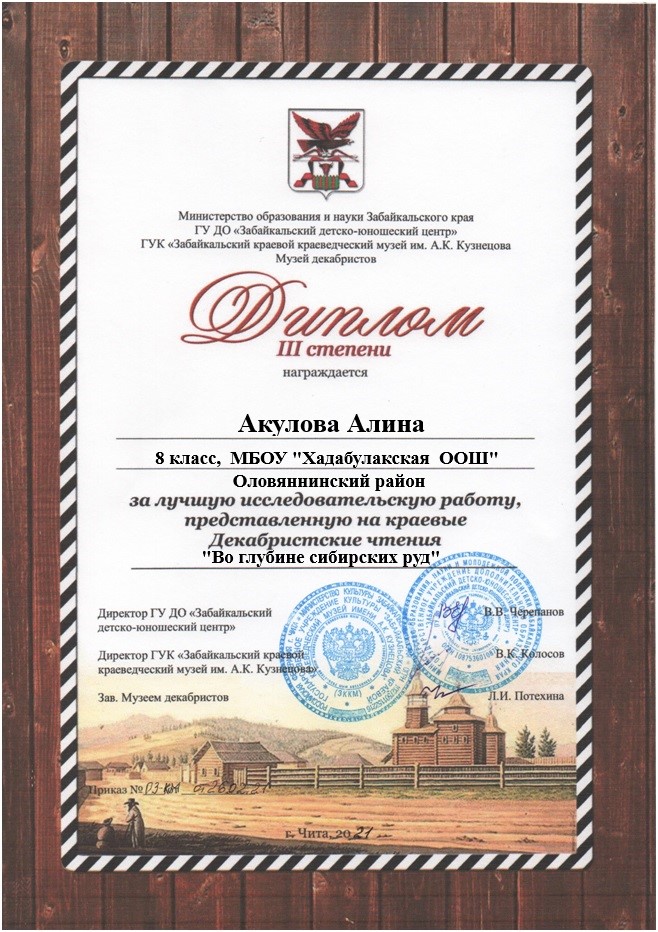 Министерство образования и науки Забайкальского края
ГУ ДО «Забайкальский детско-юношеский центр»
ГУК «Забайкальский краевой краеведческий музей им. А.К. Кузнецова
Музей декабристов
Диплом
III степени
награждается
Акулова Алина
8 класс, МБОУ "Хадабулакская ООШ"
Оловяннинский район
за лучшую исследовательскую работу,
представленную на краевые
Декабристские чтения
"Во глубине сибирских руд"
Директор ГУ ДО «Забайкальский
детско-юношеский центр»
В.В. Черепанов
Директор ГУК «Забайкальский краевой
краеведческий музей им. А.К. Кузнецова»
В.К. Колосов
Зав. Музеем декабристов
Л.И. Потехина
(ЗККМ)
Приказ №
г. Чита, 2021